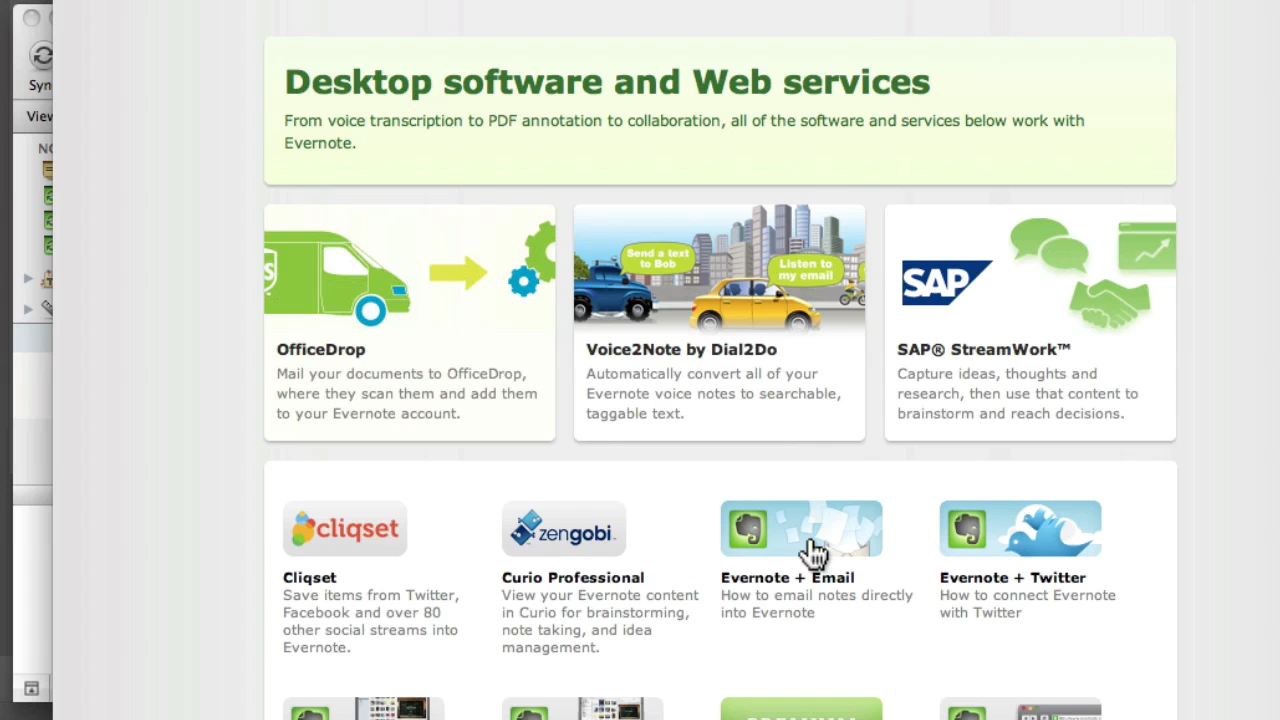 Syn
View
NO
Desktop software and Web services
From voice transcription to PDF annotation to collaboration, all of the software and services below work with
Evernote.
S
Send a text
to Bob
Listen to
my email
SAP
OfficeDrop
Mail your documents to OfficeDrop,
where they scan them and add them
to your Evernote account.
Voice2Note by Dial2Do
Automatically convert all of your
Evernote voice notes to searchable,
taggable text.
SAP® StreamWork™
Capture ideas, thoughts and
research, then use that content to
brainstorm and reach decisions.
cliqset
zengobi
Cliqset
Save items from Twitter,
Facebook and over 80
other social streams into
Evernote.
Curio Professional
View your Evernote content
in Curio for brainstorming,
note taking, and idea
management.
Evernote + Email
How to email notes directly
into Evernote
Evernote + Twitter
How to connect Evernote
with Twitter
PREMIUM